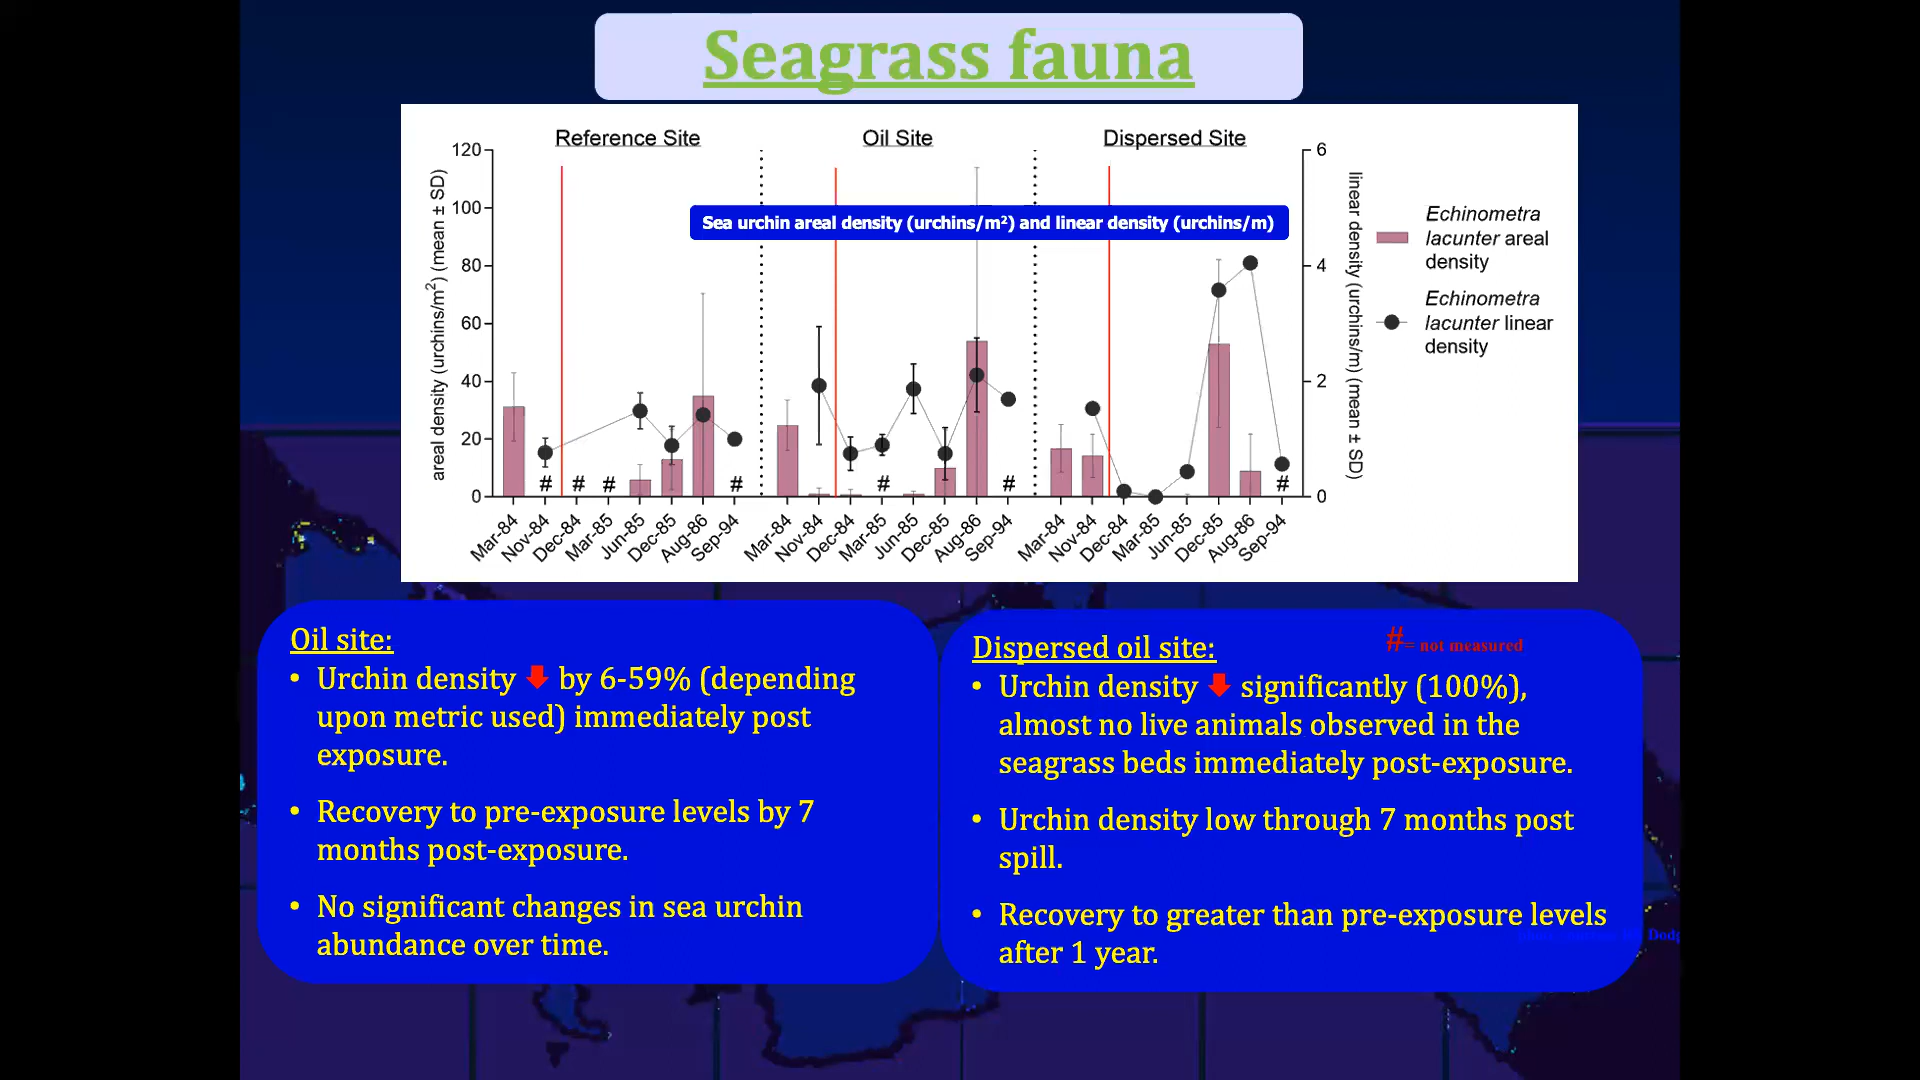 Seagrass fauna
Reference Site
Oil Site
Dispersed Site
Sea urchin areal density (urchins/m²) and linear density (urchins/m)
areal density (urchins/m²) (mean ± SD)
120
100
80
60
40
20
0
6
4
2
0
linear density (urchins/m) (mean ± SD)
Echinometra
lacunter areal
density
Echinometra
lacunter linear
density
# # # #
# #
#
Mar-84 Nov-84 Dec-84 Mar-85 Jun-85 Dec-85 Aug-86 Sep-94
Mar-84 Nov-84 Dec-84 Mar-85 Jun-85 Dec-85 Aug-86 Sep-94
Mar-84 Nov-84 Dec-84 Mar-85 Jun-85 Dec-85 Aug-86 Sep-94
Oil site:
• Urchin density by 6-59% (depending
upon metric used) immediately post
exposure.
• Recovery to pre-exposure levels by 7
months post-exposure.
• No significant changes in sea urchin
abundance over time.
Dispersed oil site:
#= not measured
• Urchin density significantly (100%),
almost no live animals observed in the
seagrass beds immediately post-exposure.
• Urchin density low through 7 months post
spill.
• Recovery to greater than pre-exposure levels
after 1 year.